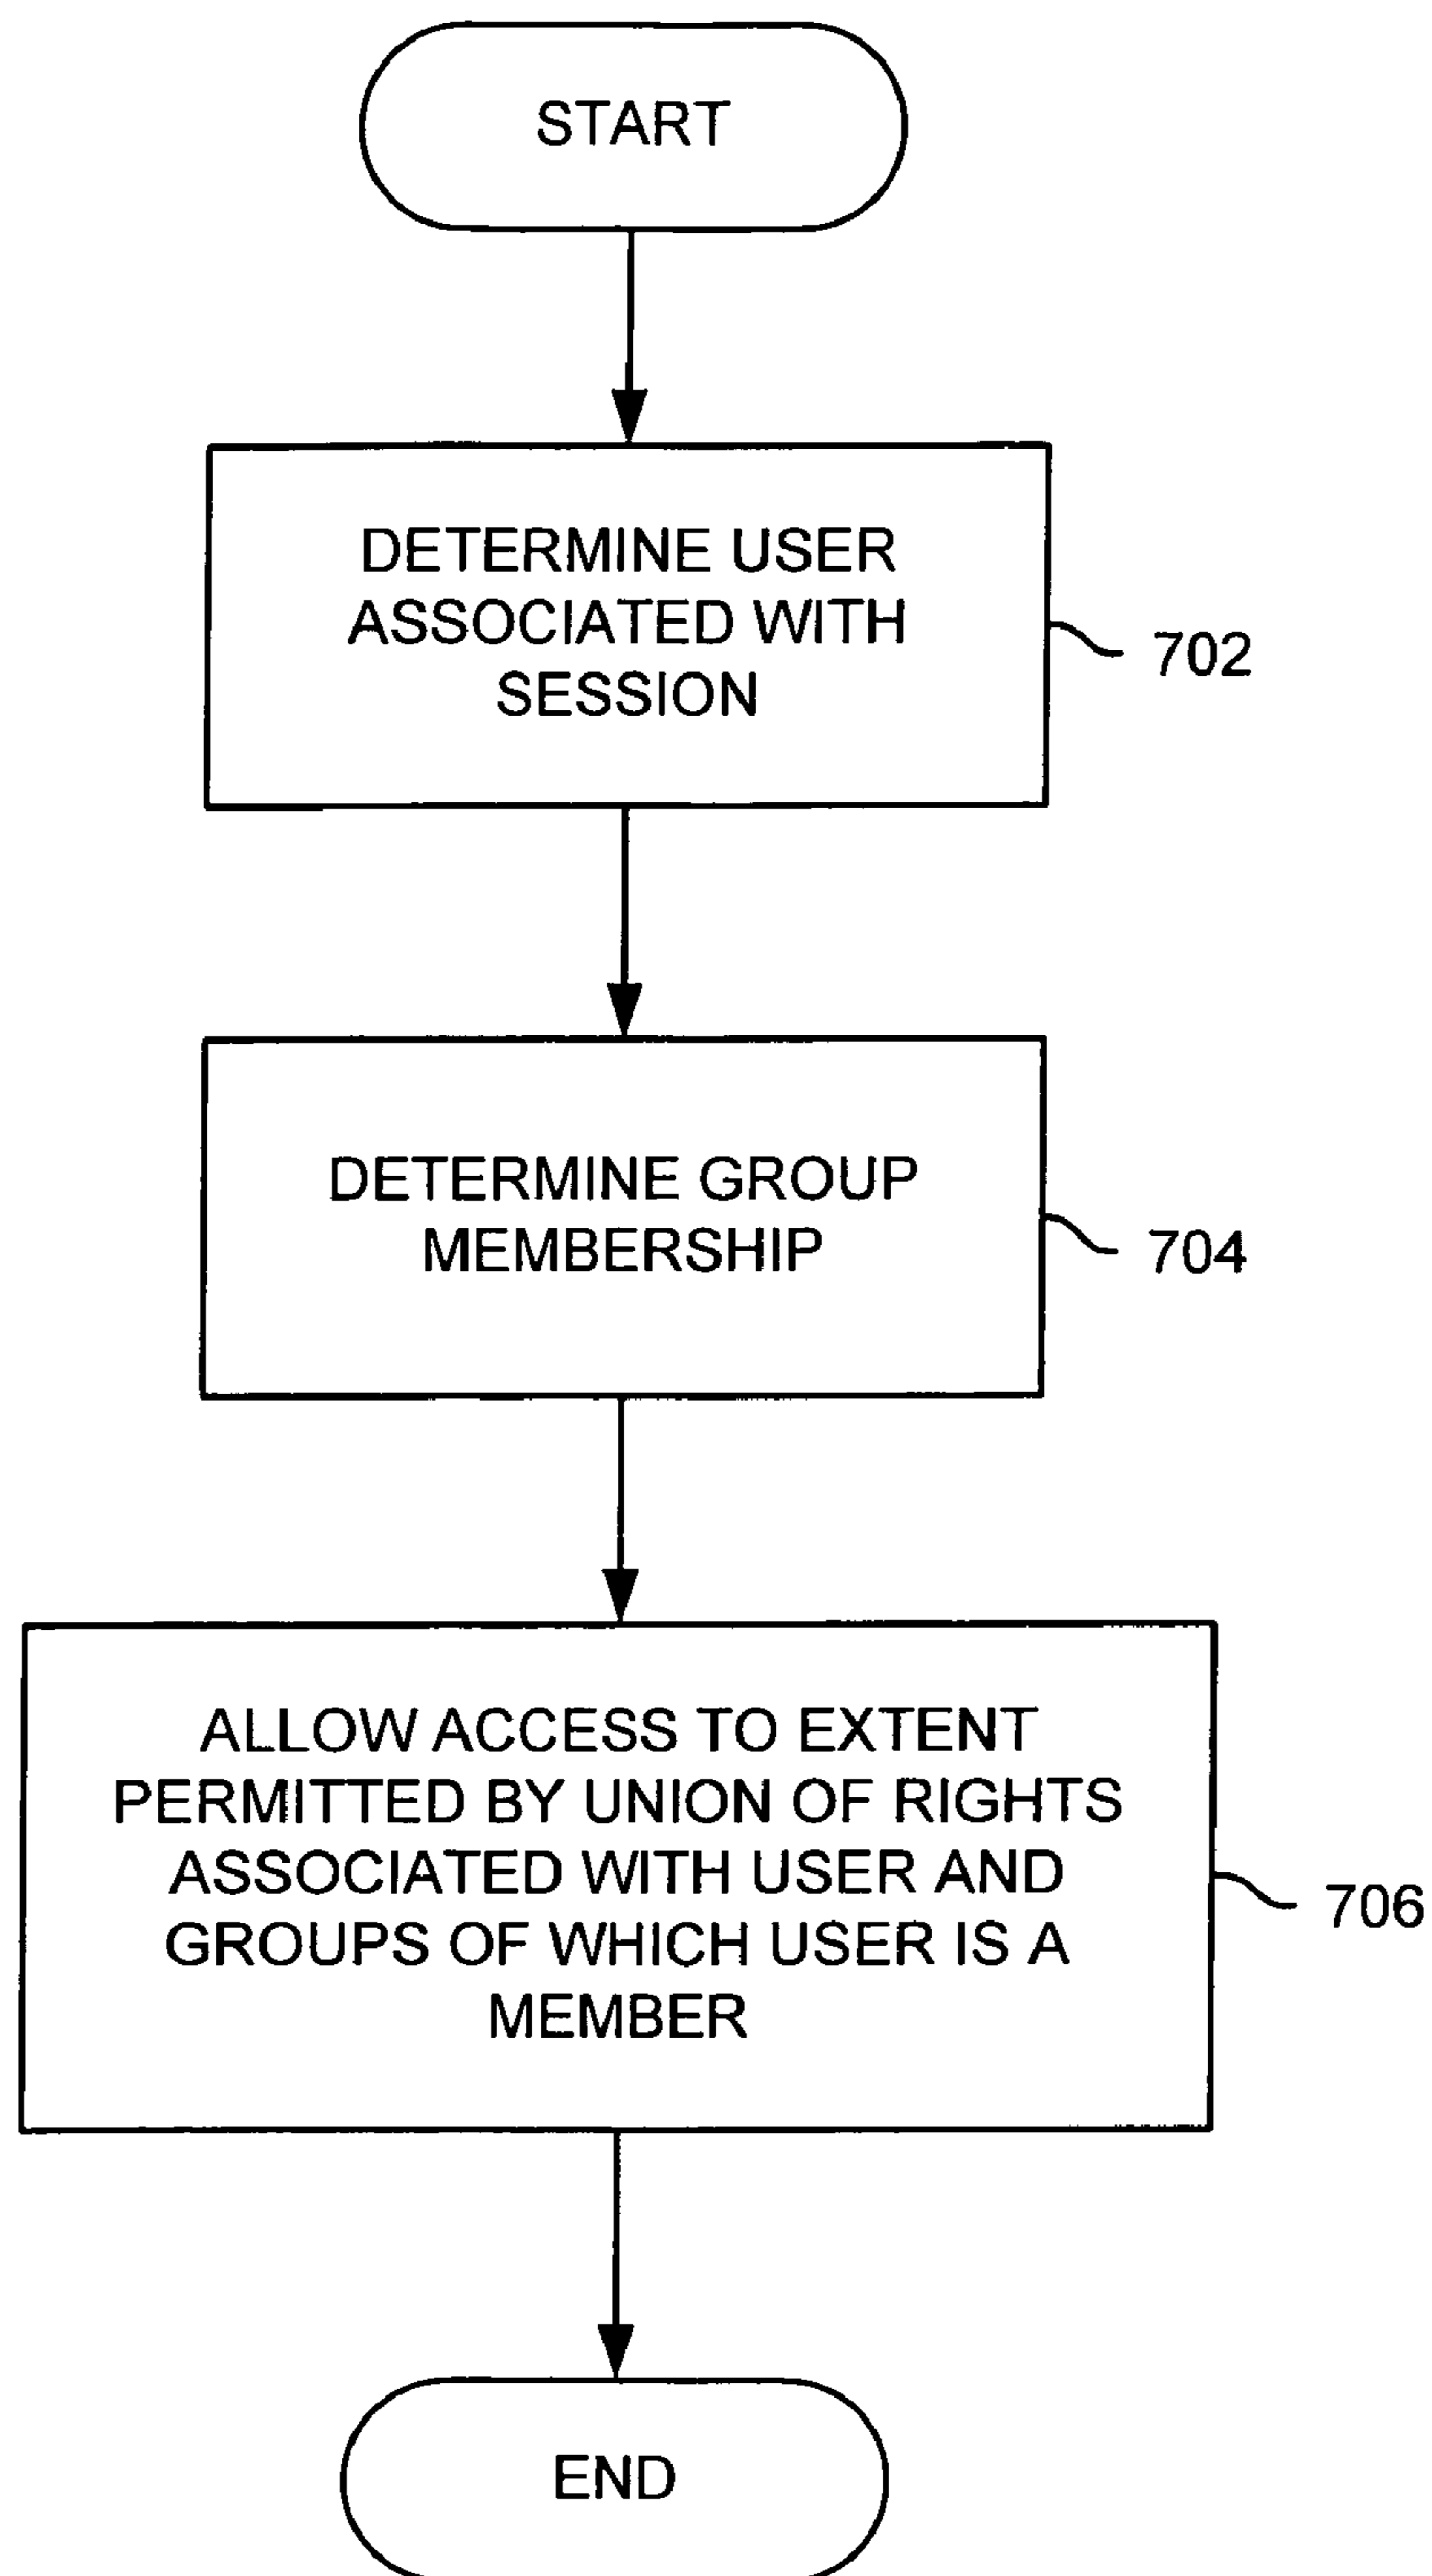 START
DETERMINE USER
ASSOCIATED WITH
SESSION
702
DETERMINE GROUP
MEMBERSHIP
704
ALLOW ACCESS TO EXTENT
PERMITTED BY UNION OF RIGHTS
ASSOCIATED WITH USER AND
GROUPS OF WHICH USER IS A
MEMBER
706
END